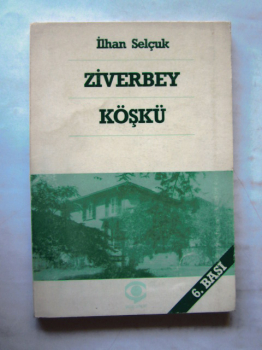 İlhan Selçuk
ZİVERBEY
KÖŞKÜ
6. BASI